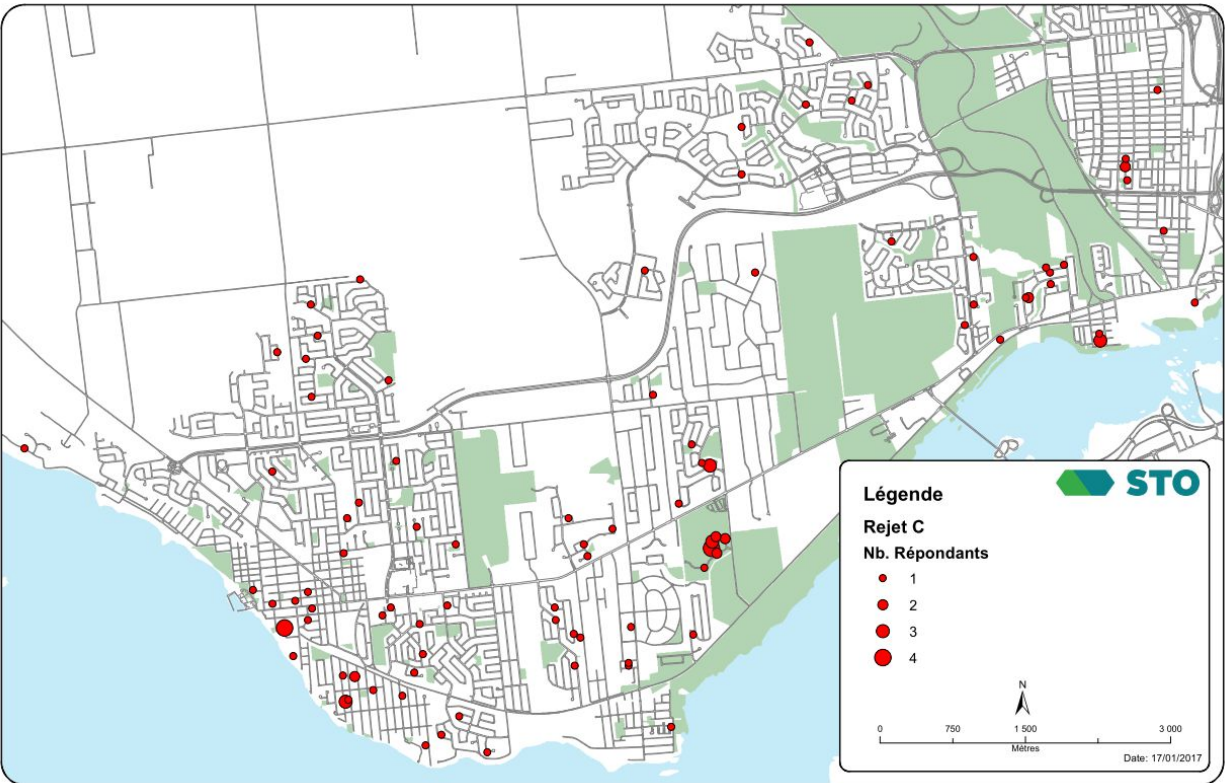 STO
Légende
Rejet C
Nb. Répondants
1
2
3
4
N
0 750 1 500 3 000
Mètres
Date: 17/01/2017